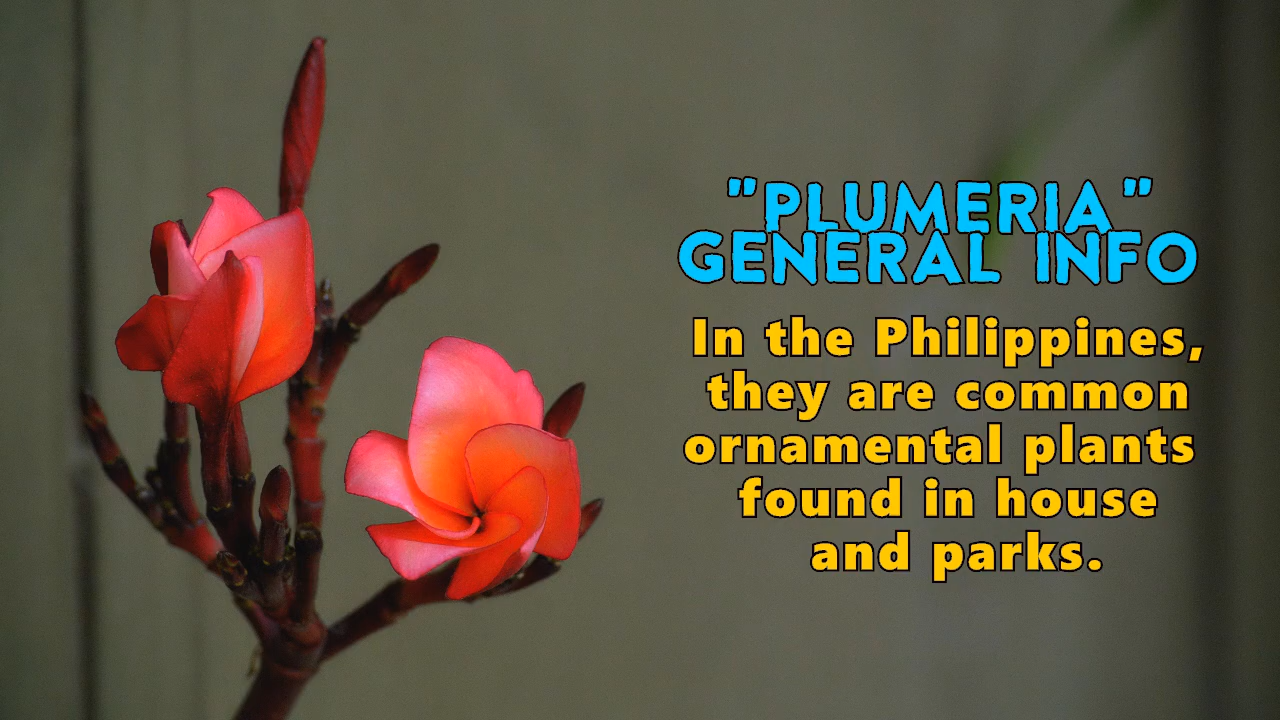 "PLUMERIA"
GENERAL INFO
In the Philippines,
they are common
ornamental plants
found in house
and parks.